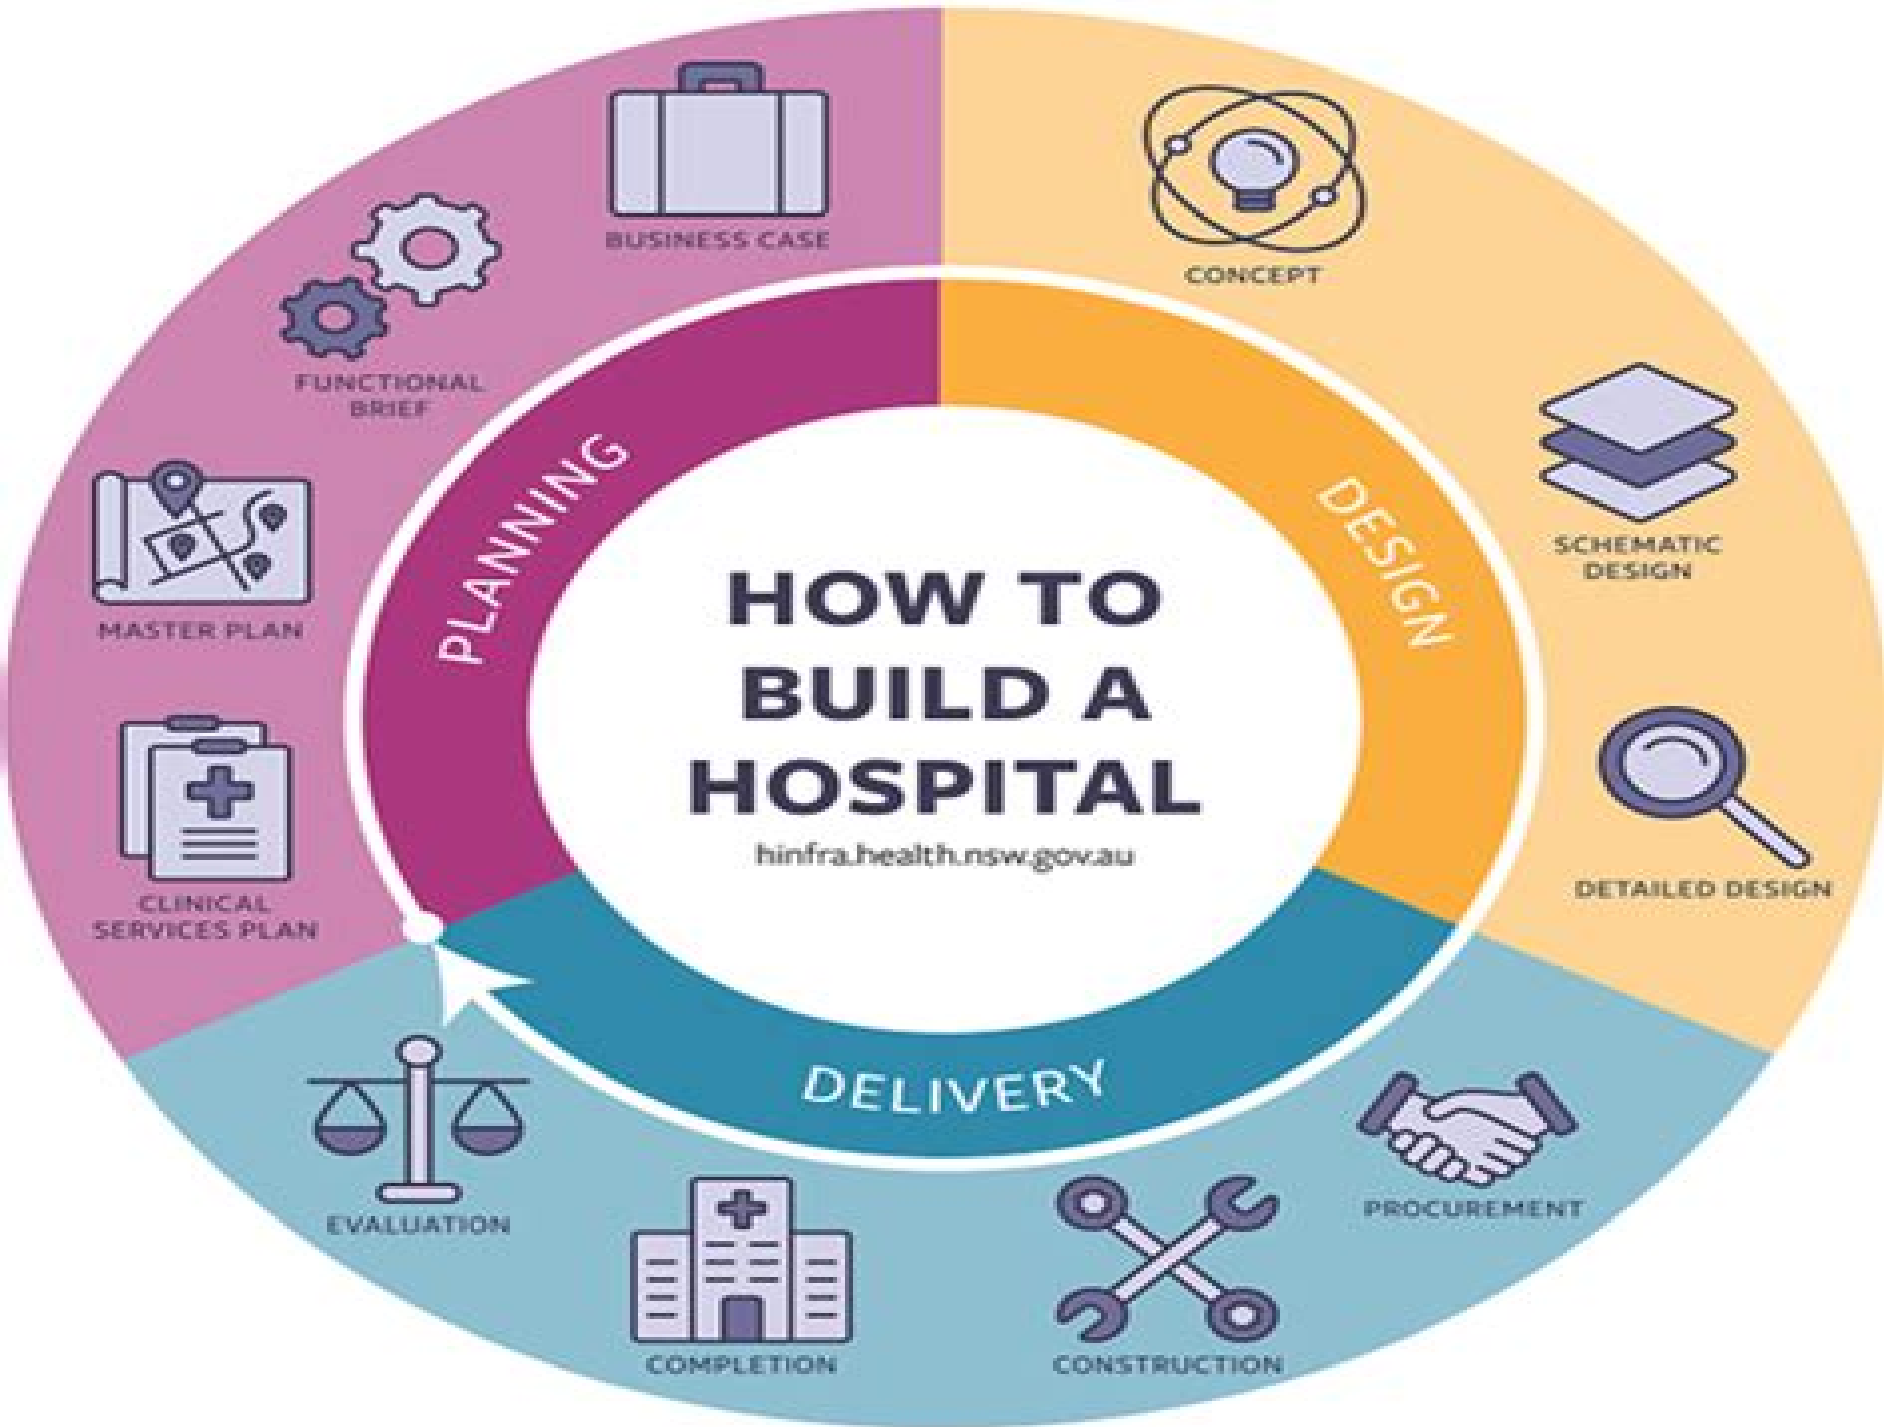 HOW TO
BUILD A
HOSPITAL
hinfra.health.nsw.gov.au
PLANNING
CLINICAL
SERVICES PLAN
MASTER PLAN
FUNCTIONAL
BRIEF
BUSINESS CASE
DESIGN
CONCEPT
SCHEMATIC
DESIGN
DETAILED DESIGN
DELIVERY
PROCUREMENT
CONSTRUCTION
COMPLETION
EVALUATION